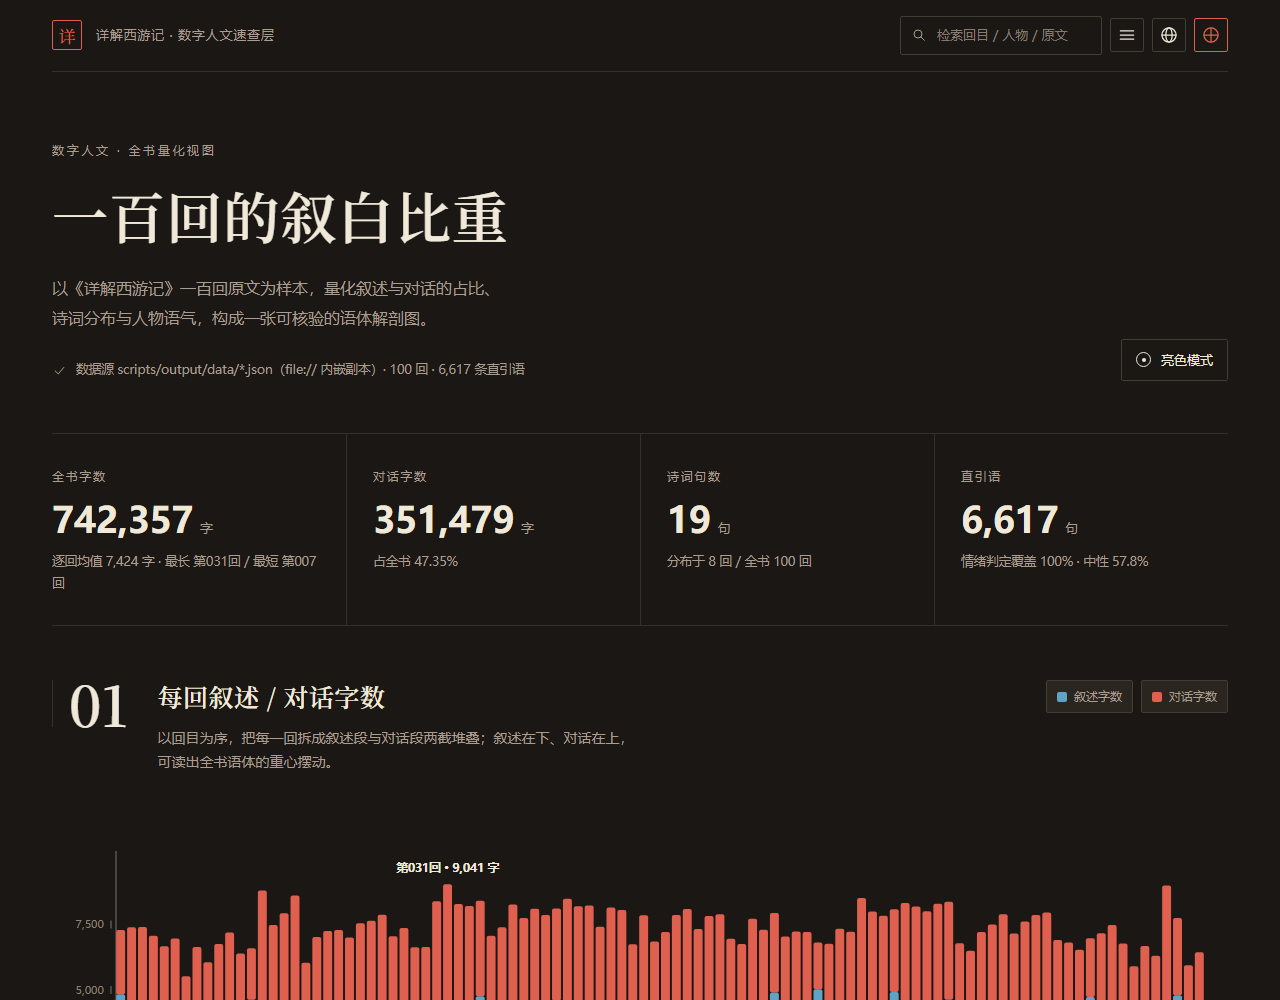 详
详解西游记 · 数字人文速查层
检索回目 / 人物 / 原文
数字人文 · 全书量化视图
一百回的叙白比重
以《详解西游记》一百回原文为样本，量化叙述与对话的占比、
诗词分布与人物语气，构成一张可核验的语体解剖图。
数据源 scripts/output/data/*.json（file:// 内嵌副本）· 100 回 · 6,617 条直引语
亮色模式
全书字数
742,357 字
逐回均值 7,424 字 · 最长 第031回 / 最短 第007
回
对话字数
351,479 字
占全书 47.35%
诗词句数
19 句
分布于 8 回 / 全书 100 回
直引语
6,617 句
情绪判定覆盖 100% · 中性 57.8%
01
每回叙述 / 对话字数
以回目为序，把每一回拆成叙述段与对话段两截堆叠；叙述在下、对话在上，
可读出全书语体的重心摆动。
叙述字数
对话字数
第031回 • 9,041 字
7,500
5,000